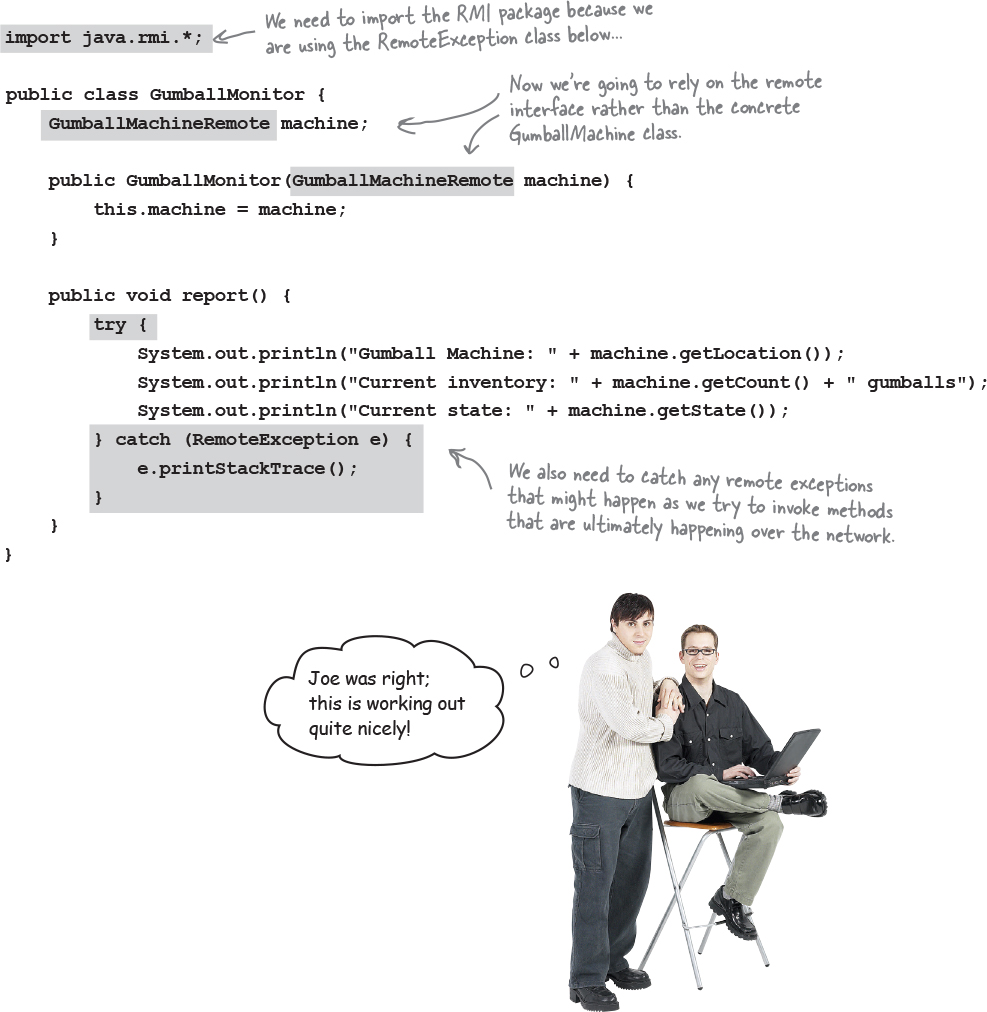 import java.rmi.*;
We need to import the RMI package because we
are using the RemoteException class below...
public class GumballMonitor {
GumballMachineRemote machine;
Now we're going to rely on the remote
interface rather than the concrete
GumballMachine class.
public GumballMonitor(GumballMachineRemote machine) {
this.machine = machine;
}
public void report() {
try {
System.out.println("Gumball Machine: " + machine.getLocation());
System.out.println("Current inventory: " + machine.getCount() + " gumballs");
System.out.println("Current state: " + machine.getState());
} catch (RemoteException e) {
e.printStackTrace();
}
We also need to catch any remote exceptions
that might happen as we try to invoke methods
that are ultimately happening over the network.
}
}
Joe was right;
this is working out
quite nicely!